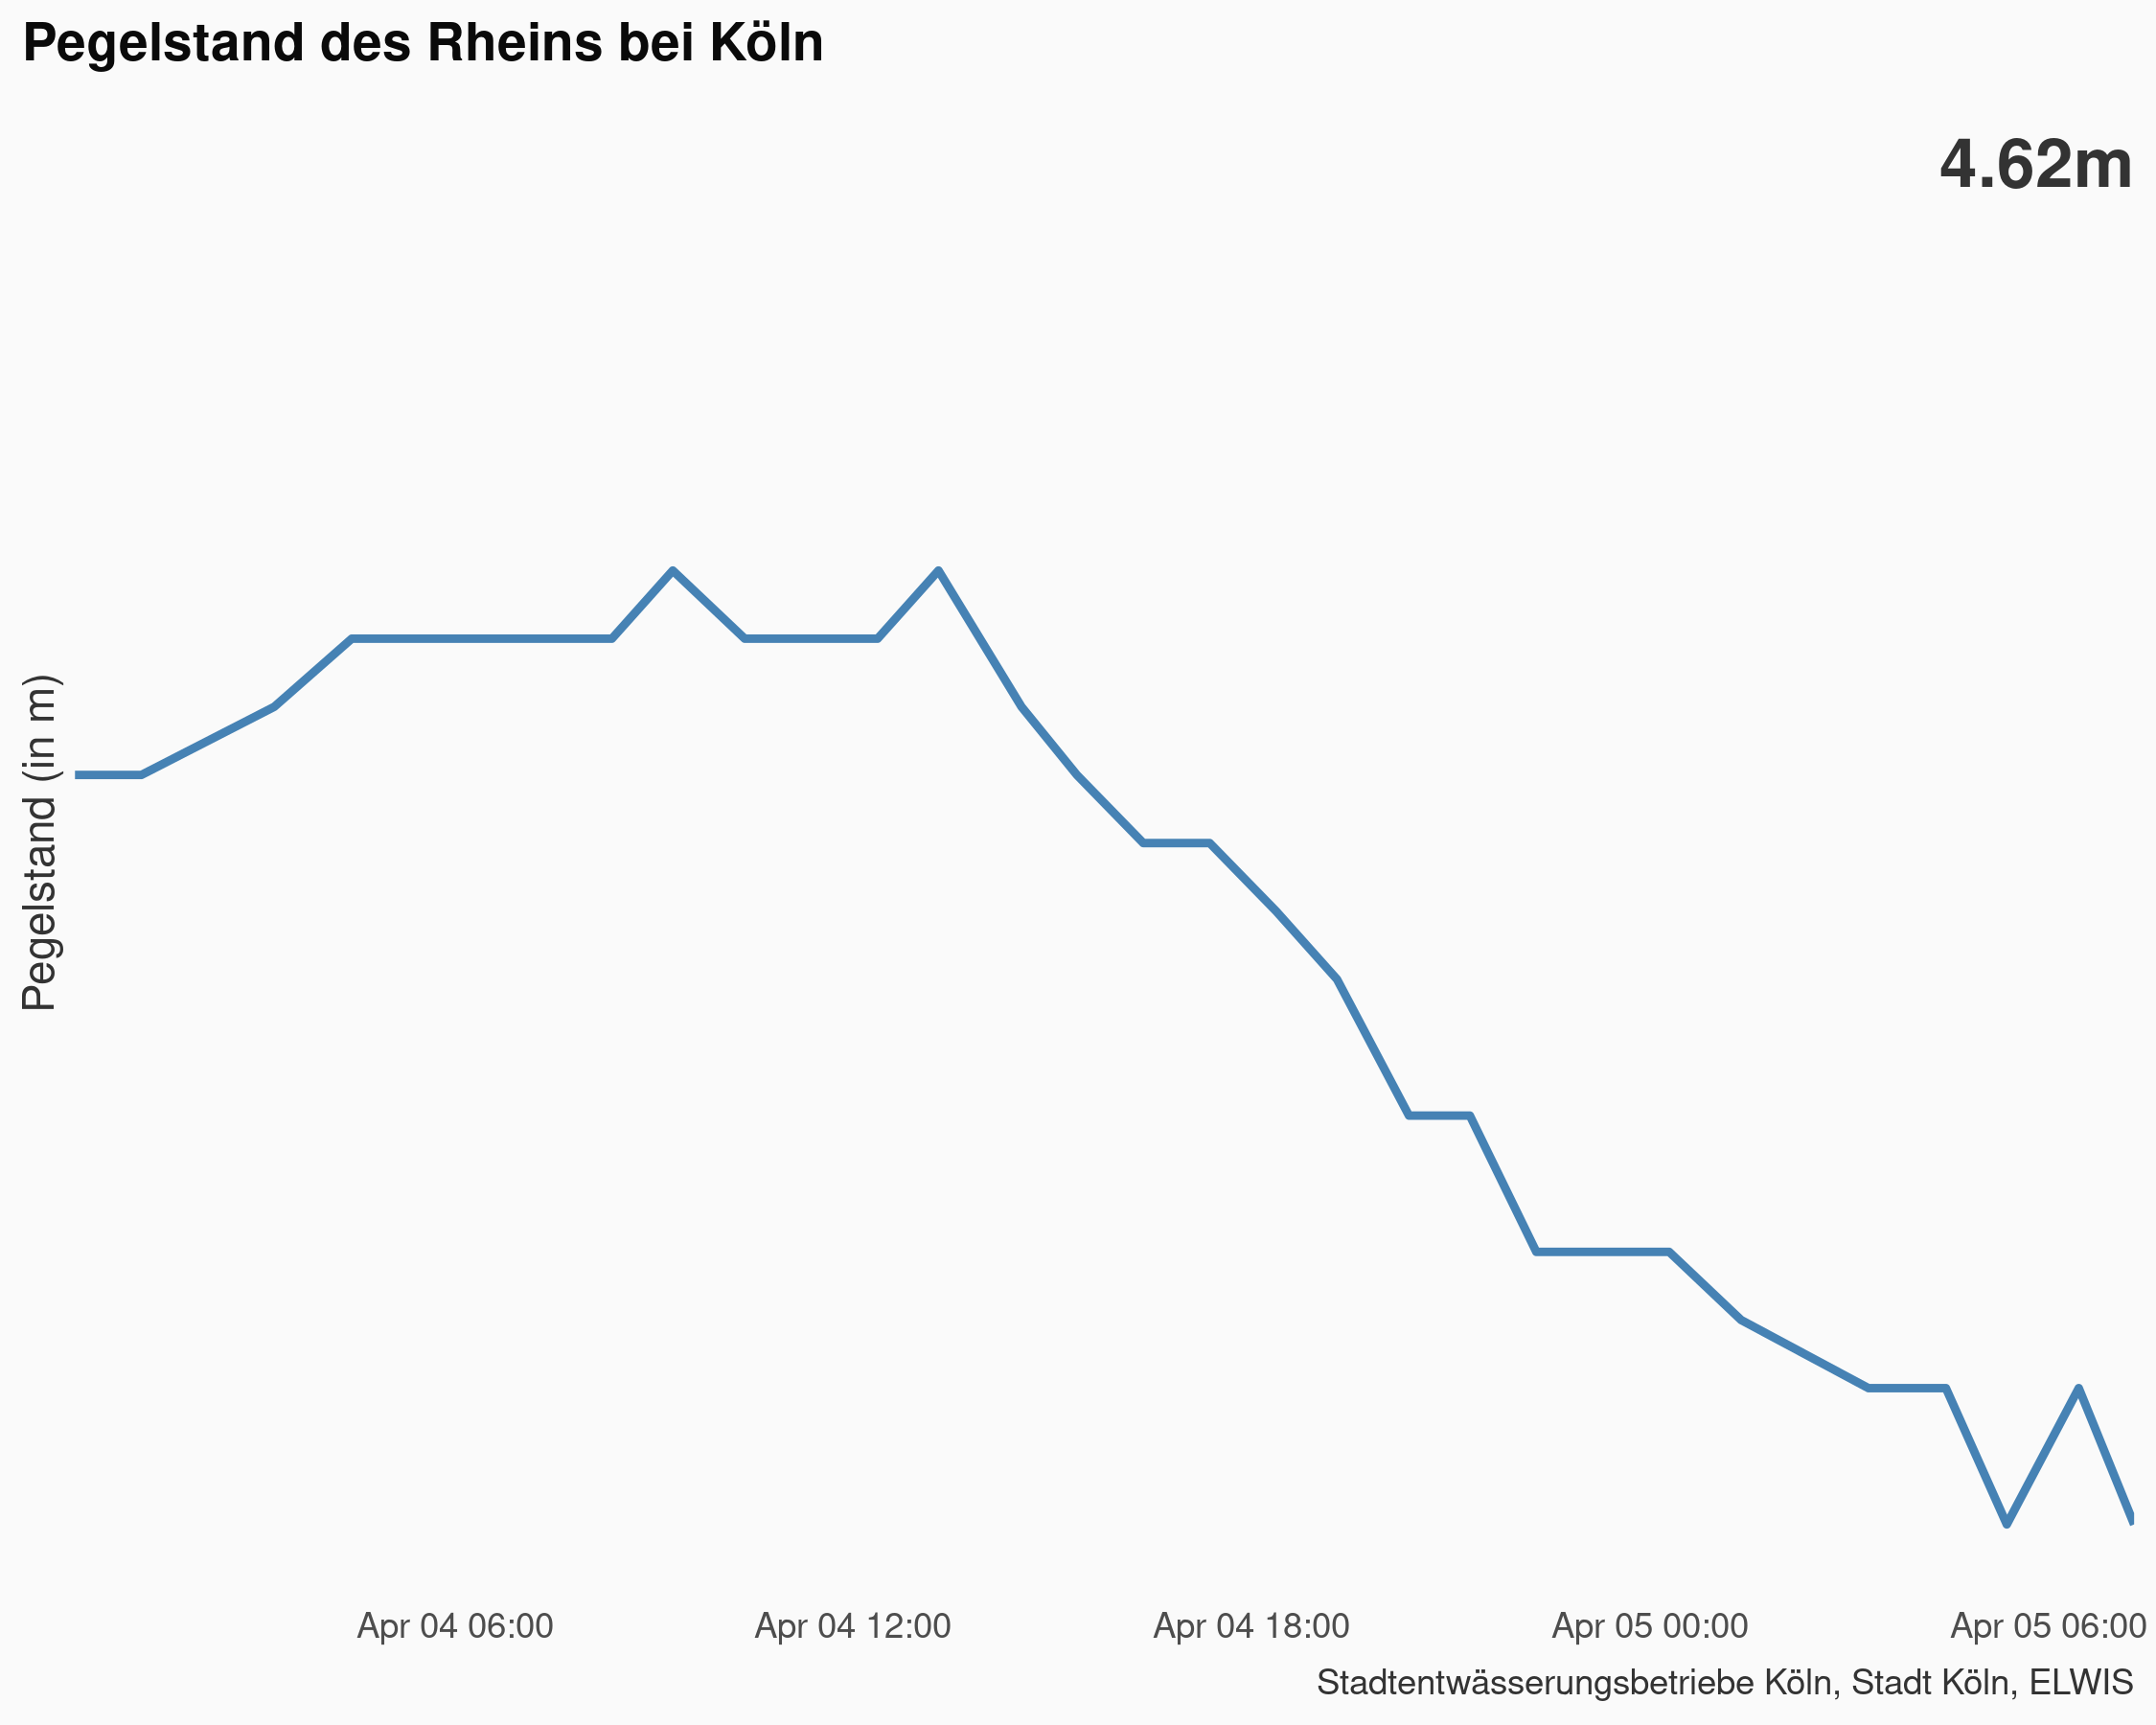 Pegelstand des Rheins bei Köln
4.62m
Pegelstand (in m)
Apr 04 06:00
Apr 04 12:00
Apr 04 18:00
Apr 05 00:00
Apr 05 06:00
Stadtentwässerungsbetriebe Köln, Stadt Köln, ELWIS